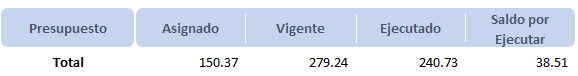 Presupuesto Asignado Vigente Ejecutado Saldo por Ejecutar
Total 150.37 279.24 240.73 38.51